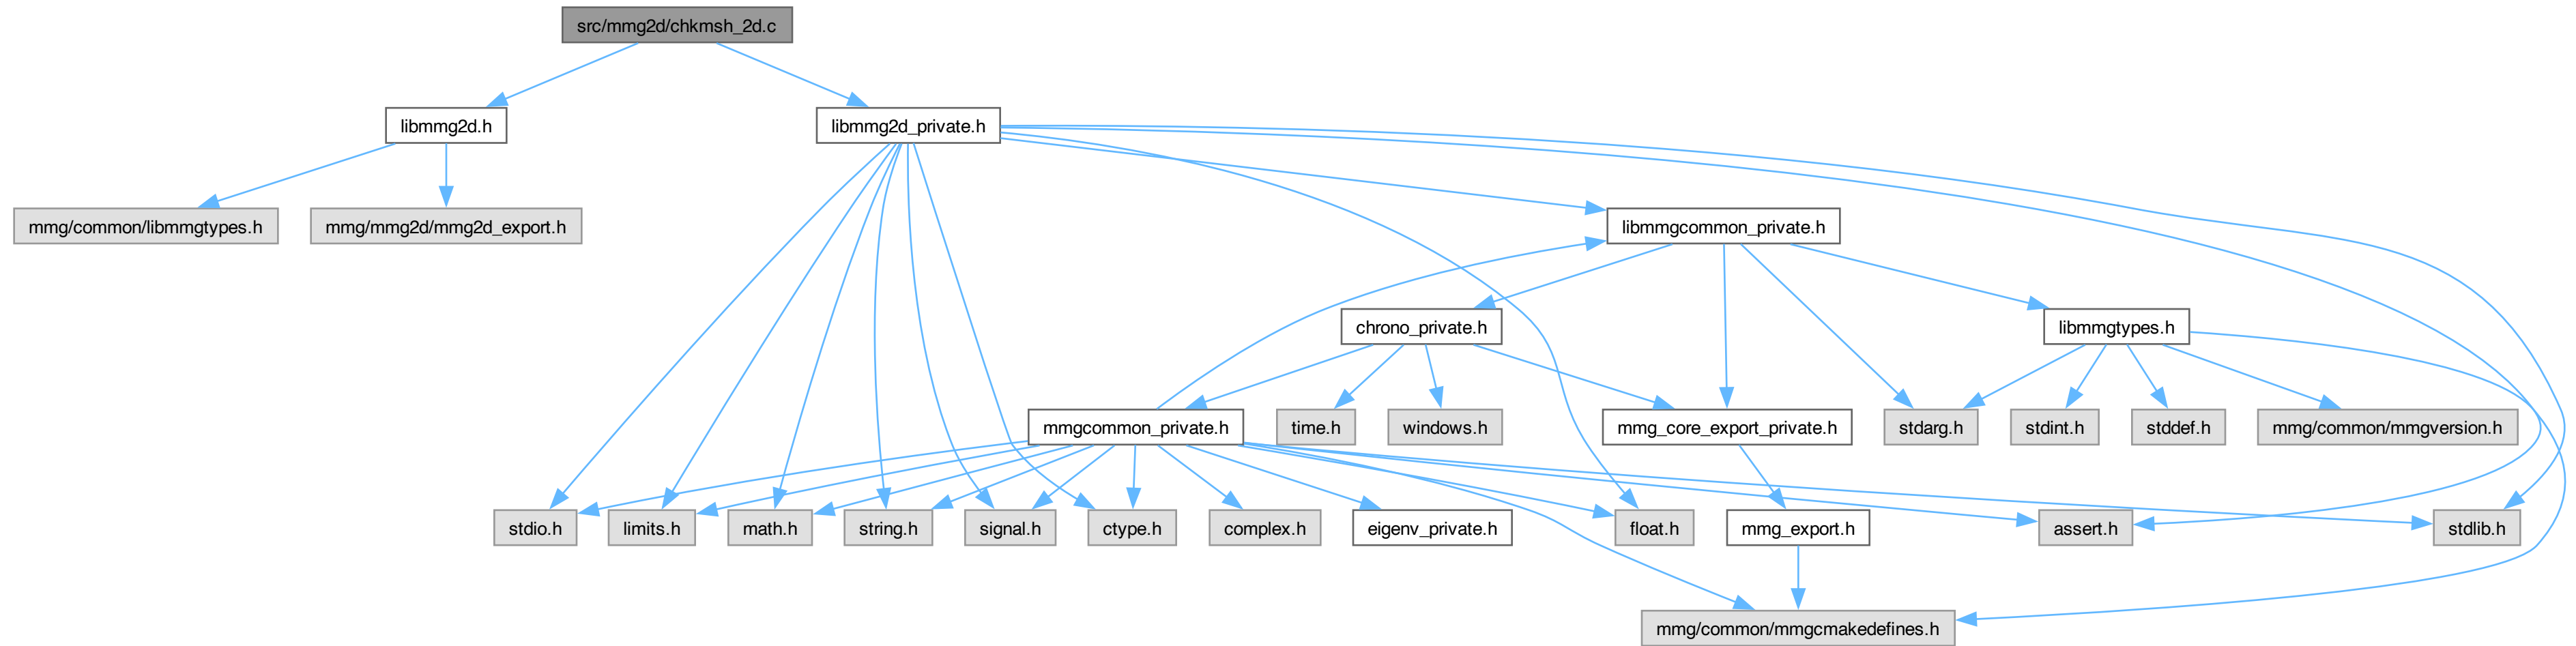 src/mmg2d/chkmsh_2d.c
libmmg2d.h
libmmg2d_private.h
mmg/common/libmmgtypes.h
mmg/mmg2d/mmg2d_export.h
libmmgcommon_private.h
chrono_private.h
libmmgtypes.h
mmgcommon_private.h
time.h
windows.h
mmg_core_export_private.h
stdarg.h
stdint.h
stddef.h
mmg/common/mmgversion.h
stdio.h
limits.h
math.h
string.h
signal.h
ctype.h
complex.h
eigenv_private.h
float.h
mmg_export.h
assert.h
stdlib.h
mmg/common/mmgcmakedefines.h